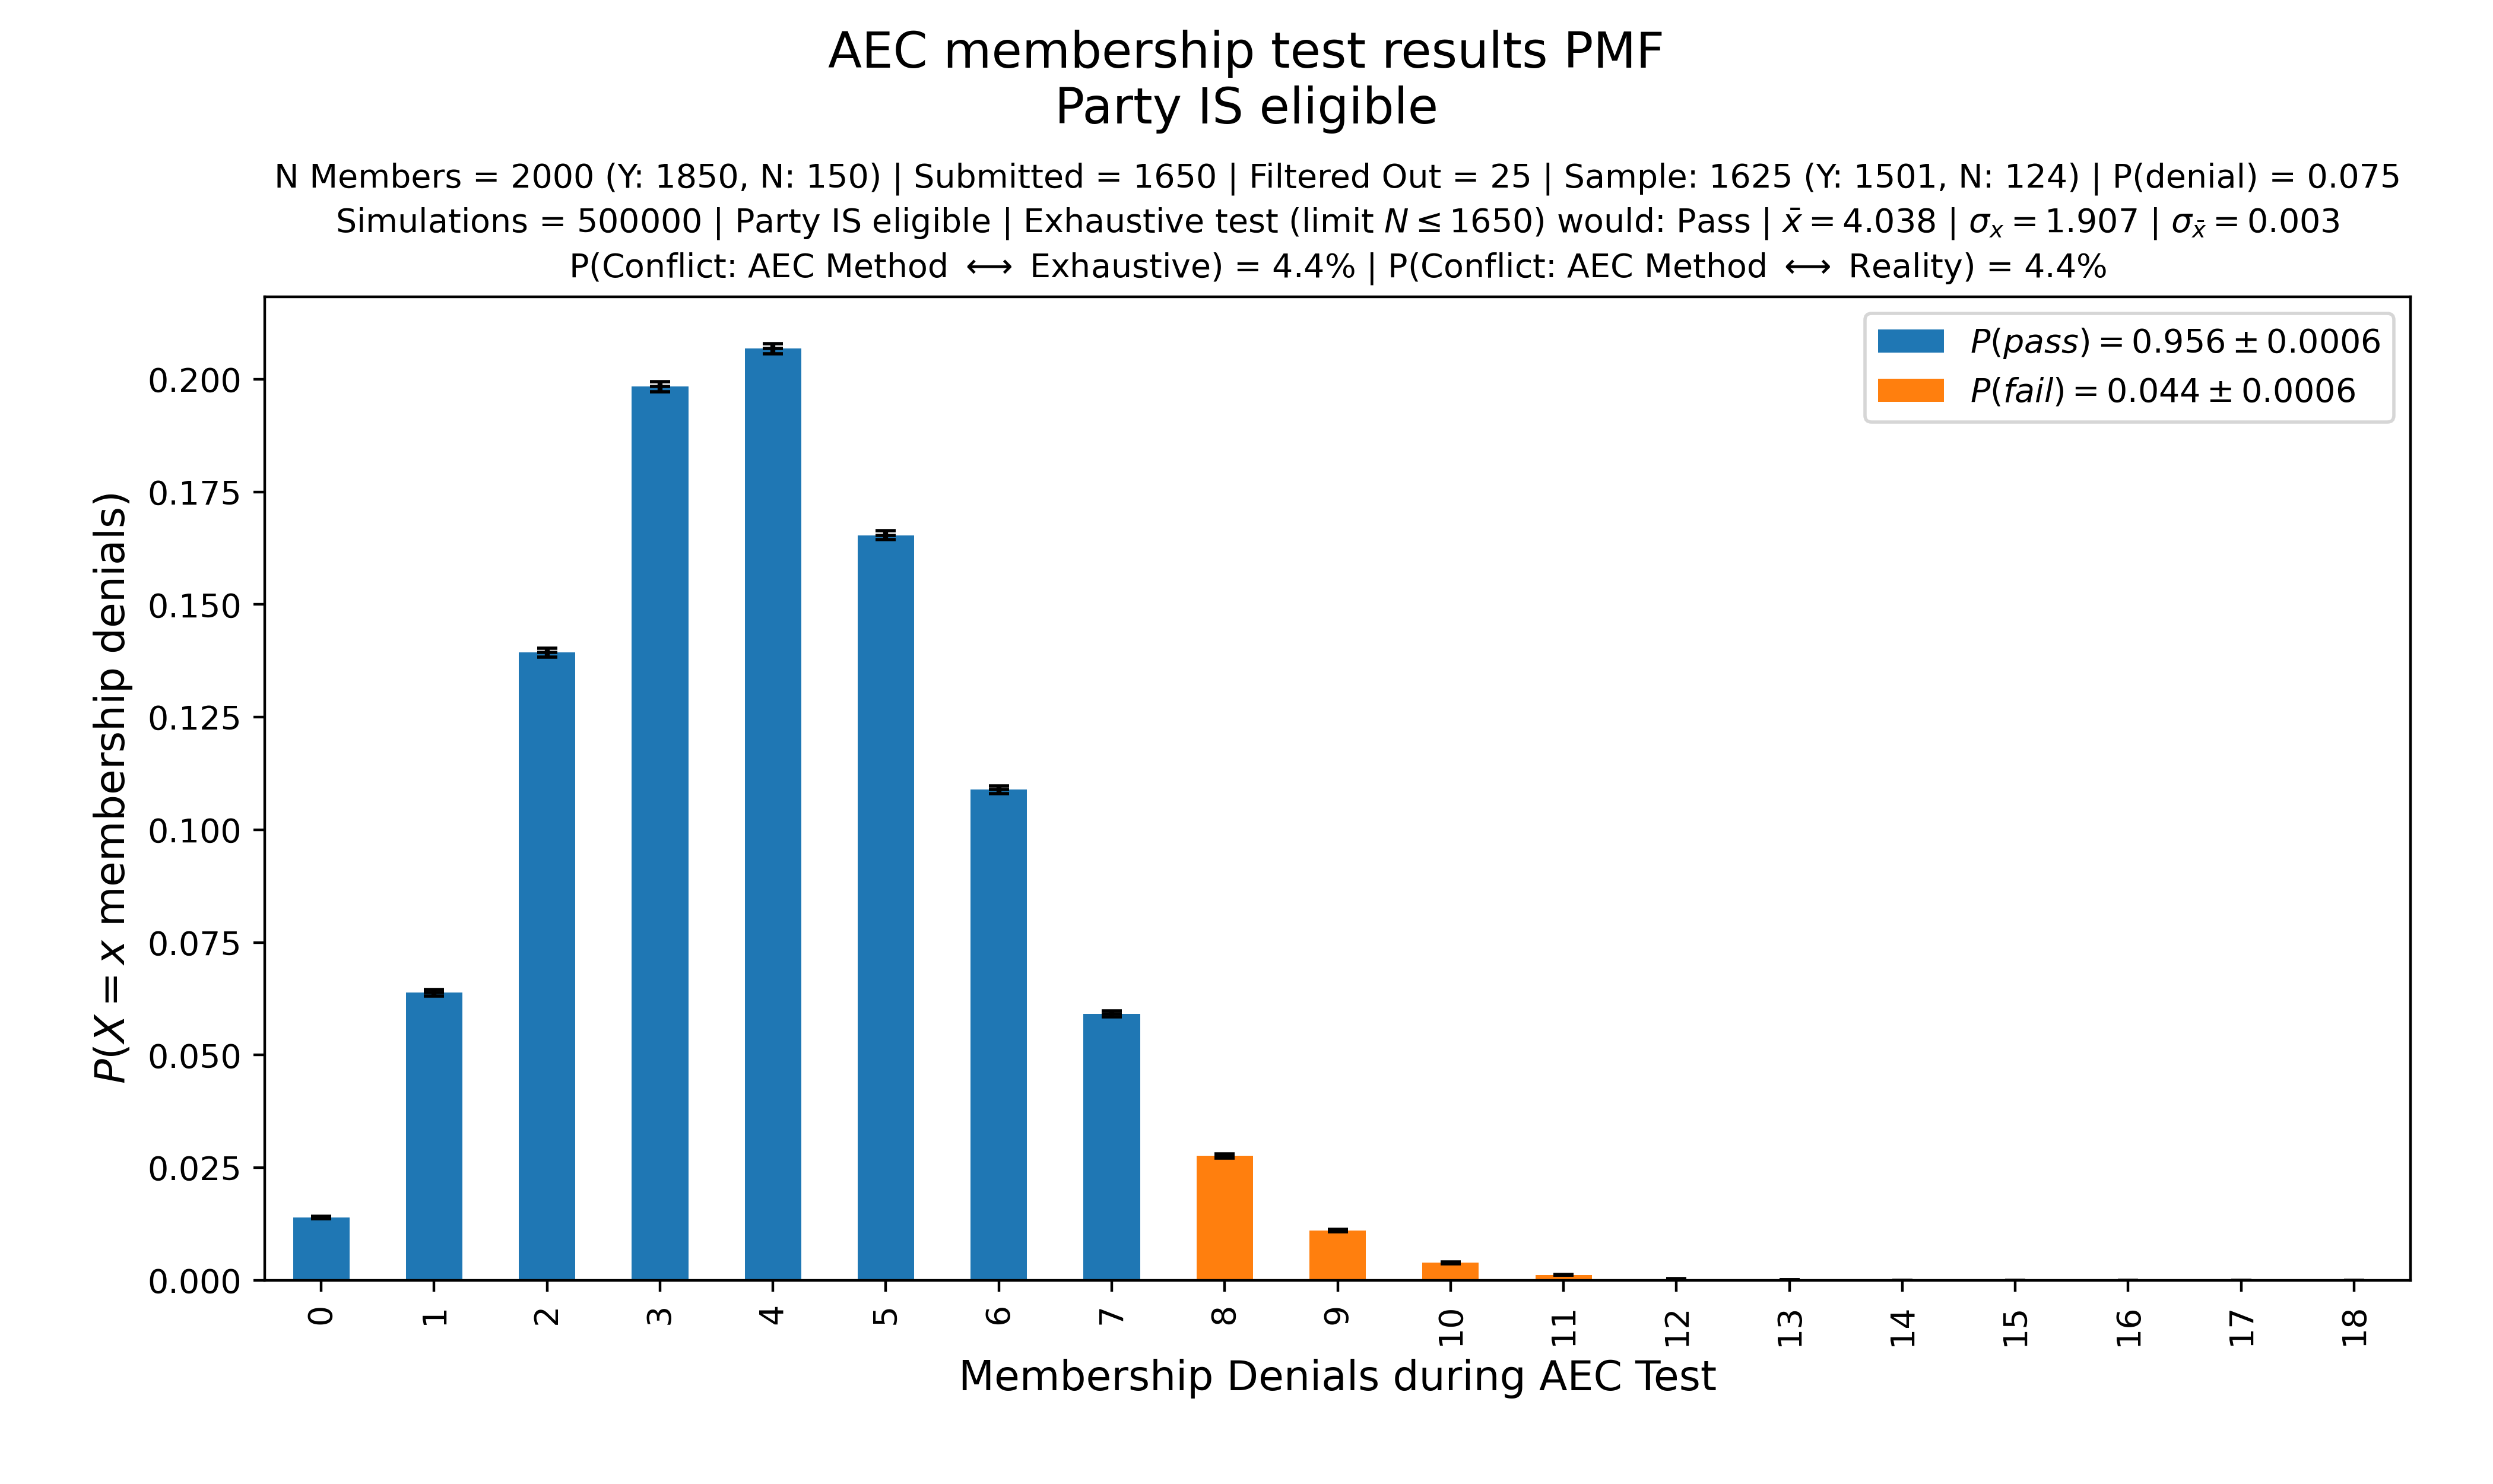 AEC membership test results PMF
Party IS eligible
N Members = 2000 (Y: 1850, N: 150) | Submitted = 1650 | Filtered Out = 25 | Sample: 1625 (Y: 1501, N: 124) | P(denial) = 0.075
Simulations = 500000 | Party IS eligible | Exhaustive test (limit N ≤ 1650) would: Pass | x̄ = 4.038 | σₓ = 1.907 | σₓ̄ = 0.003
P(Conflict: AEC Method ⟷ Exhaustive) = 4.4% | P(Conflict: AEC Method ⟷ Reality) = 4.4%
P(pass) = 0.956 ± 0.0006
P(fail) = 0.044 ± 0.0006
P(X = x membership denials)
0.200
0.175
0.150
0.125
0.100
0.075
0.050
0.025
0.000
0 1 2 3 4 5 6 7 8 9 10 11 12 13 14 15 16 17 18
Membership Denials during AEC Test